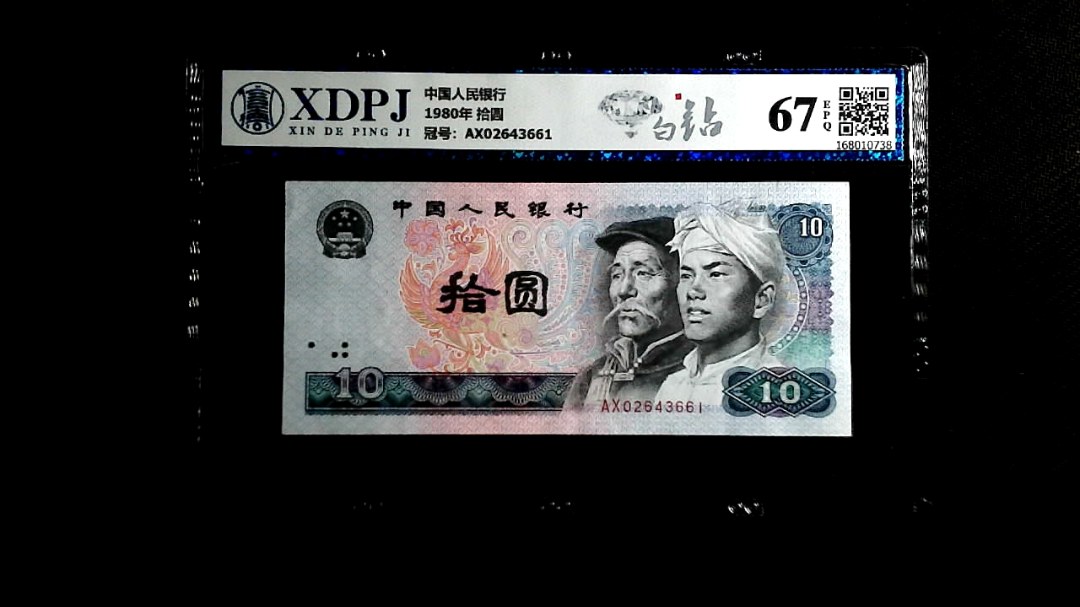 XDPJ
XIN DE PING JI
中国人民银行
1980年 拾圆
冠号: AX02643661
白钻
67
EPQ
168010738
中国人民银行
10
拾圆
10
AX02643661
10